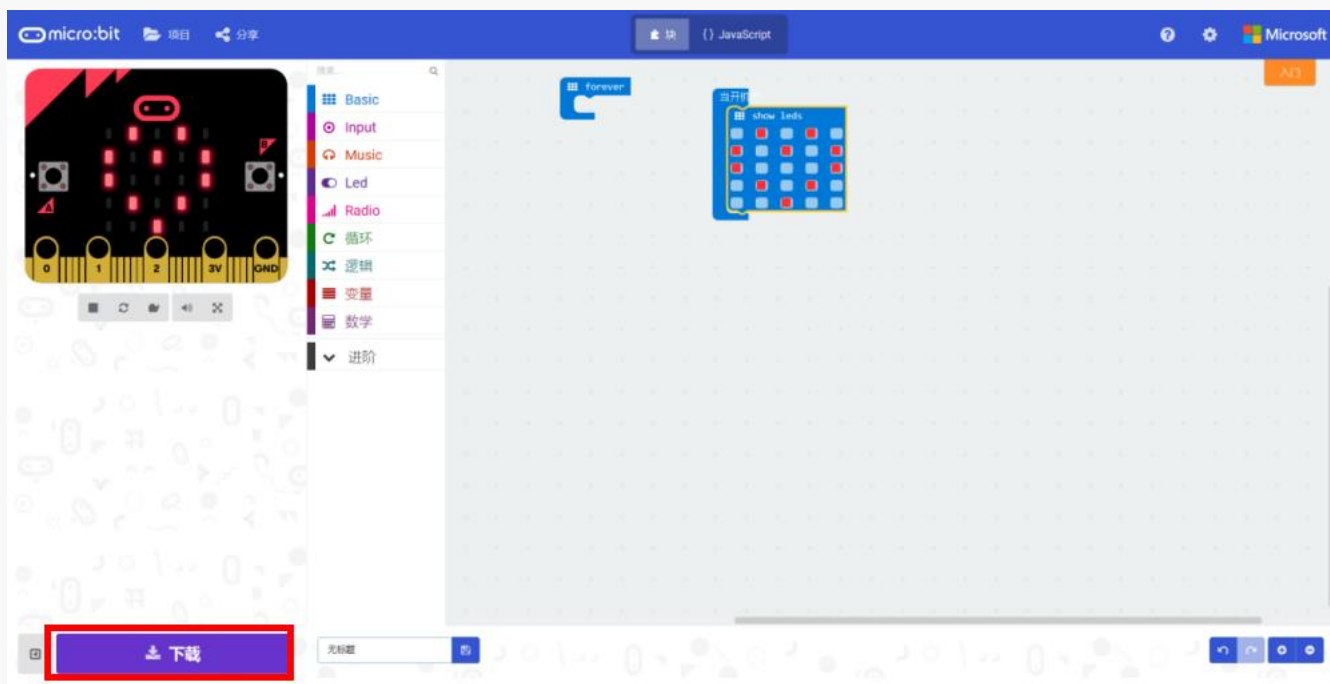 micro:bit 项目 分享 块 {} JavaScript Microsoft
搜索...
入门
Basic
Input
Music
Led
Radio
循环
逻辑
变量
数学
进阶
forever
当开机
show leds
B
A
0 1 2 3V GND
下载
无标题